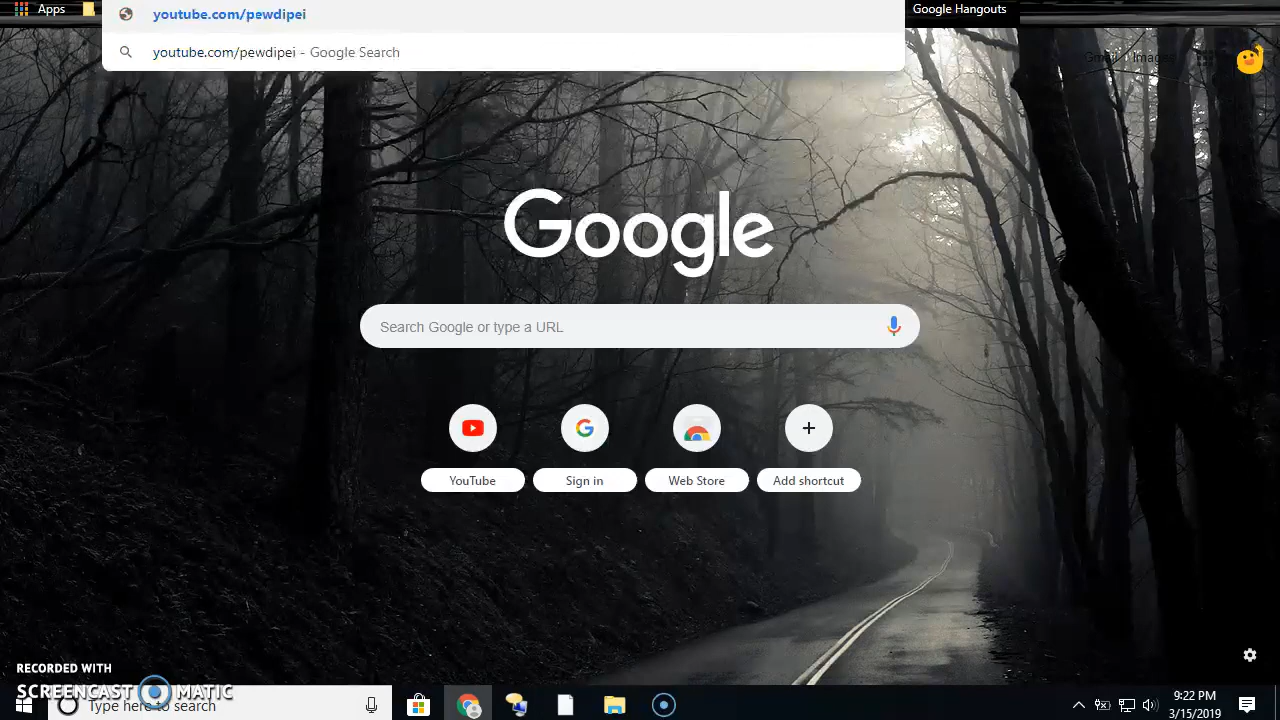 Apps
youtube.com/pewdipei
youtube.com/pewdipei - Google Search
Google Hangouts
Gmail Images
Google
Search Google or type a URL
YouTube
Sign in
Web Store
Add shortcut
RECORDED WITH
SCREENCAST MATIC
Type here to search
9:22 PM
3/15/2019